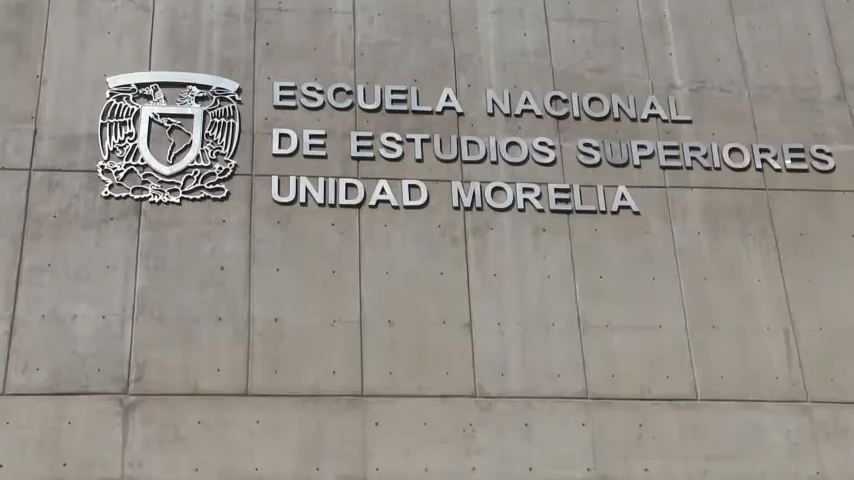 ESCUELA NACIONAL
DE ESTUDIOS SUPERIORES
UNIDAD MORELIA